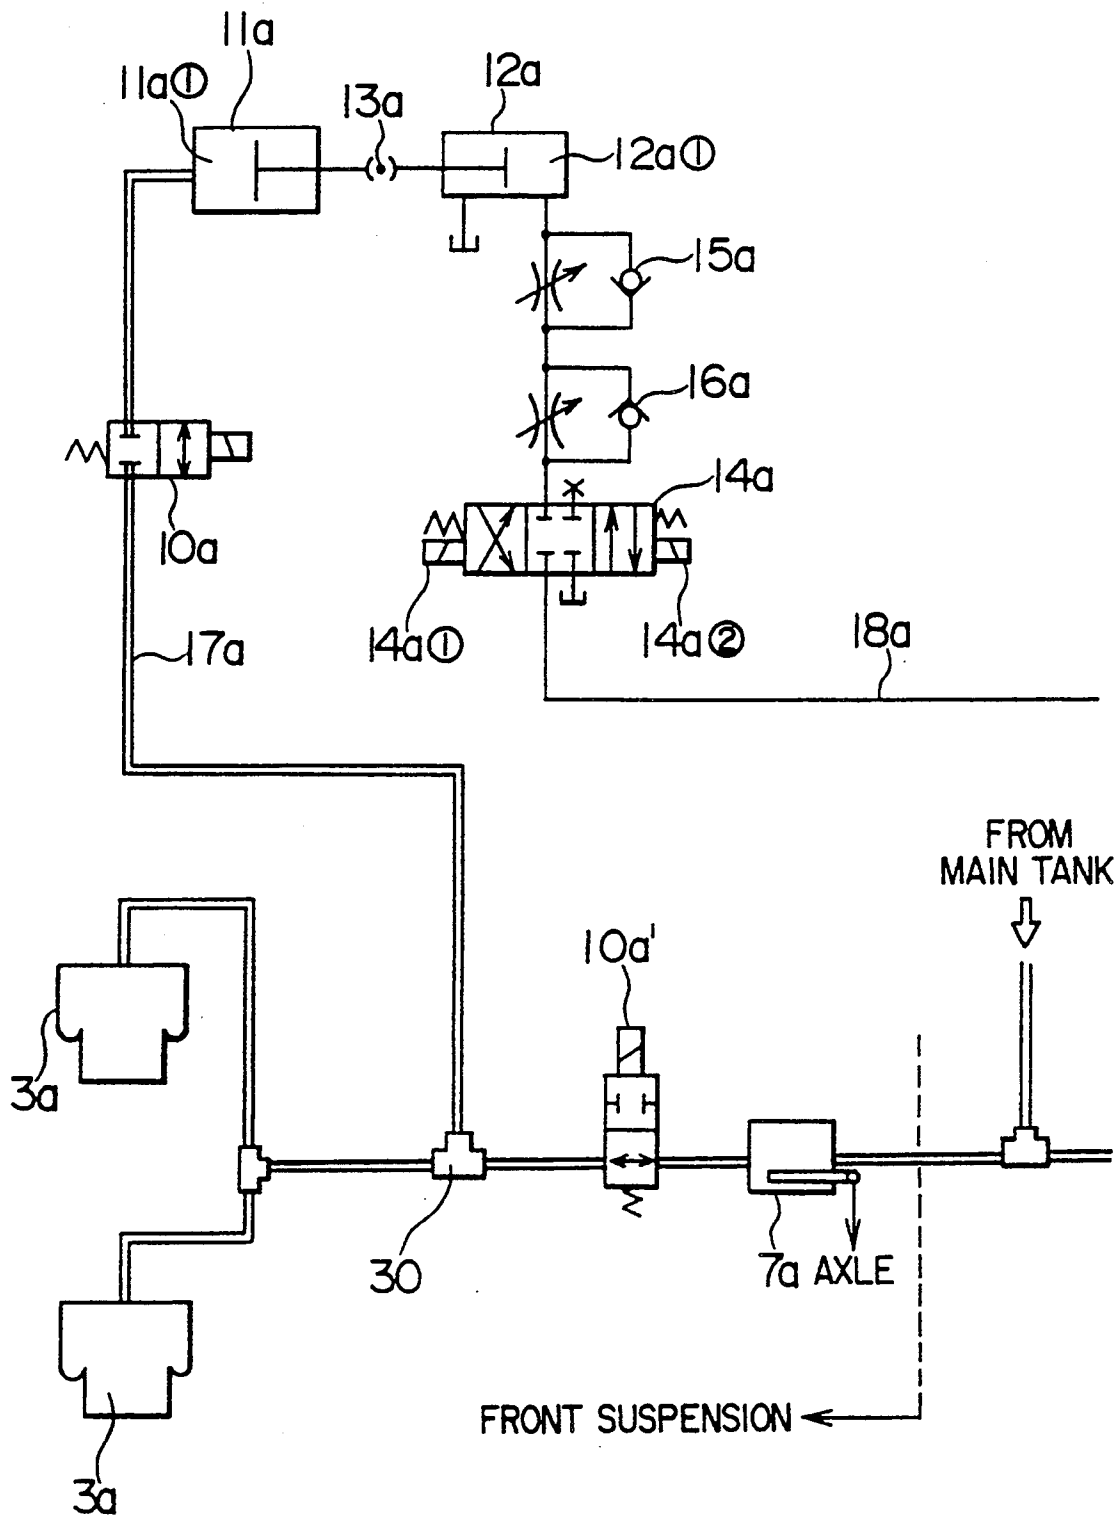 11a
11a①
13a
12a
12a①
15a
16a
14a
10a
14a①
14a②
17a
18a
FROM
MAIN TANK
10a'
3a
30
7a AXLE
FRONT SUSPENSION
3a